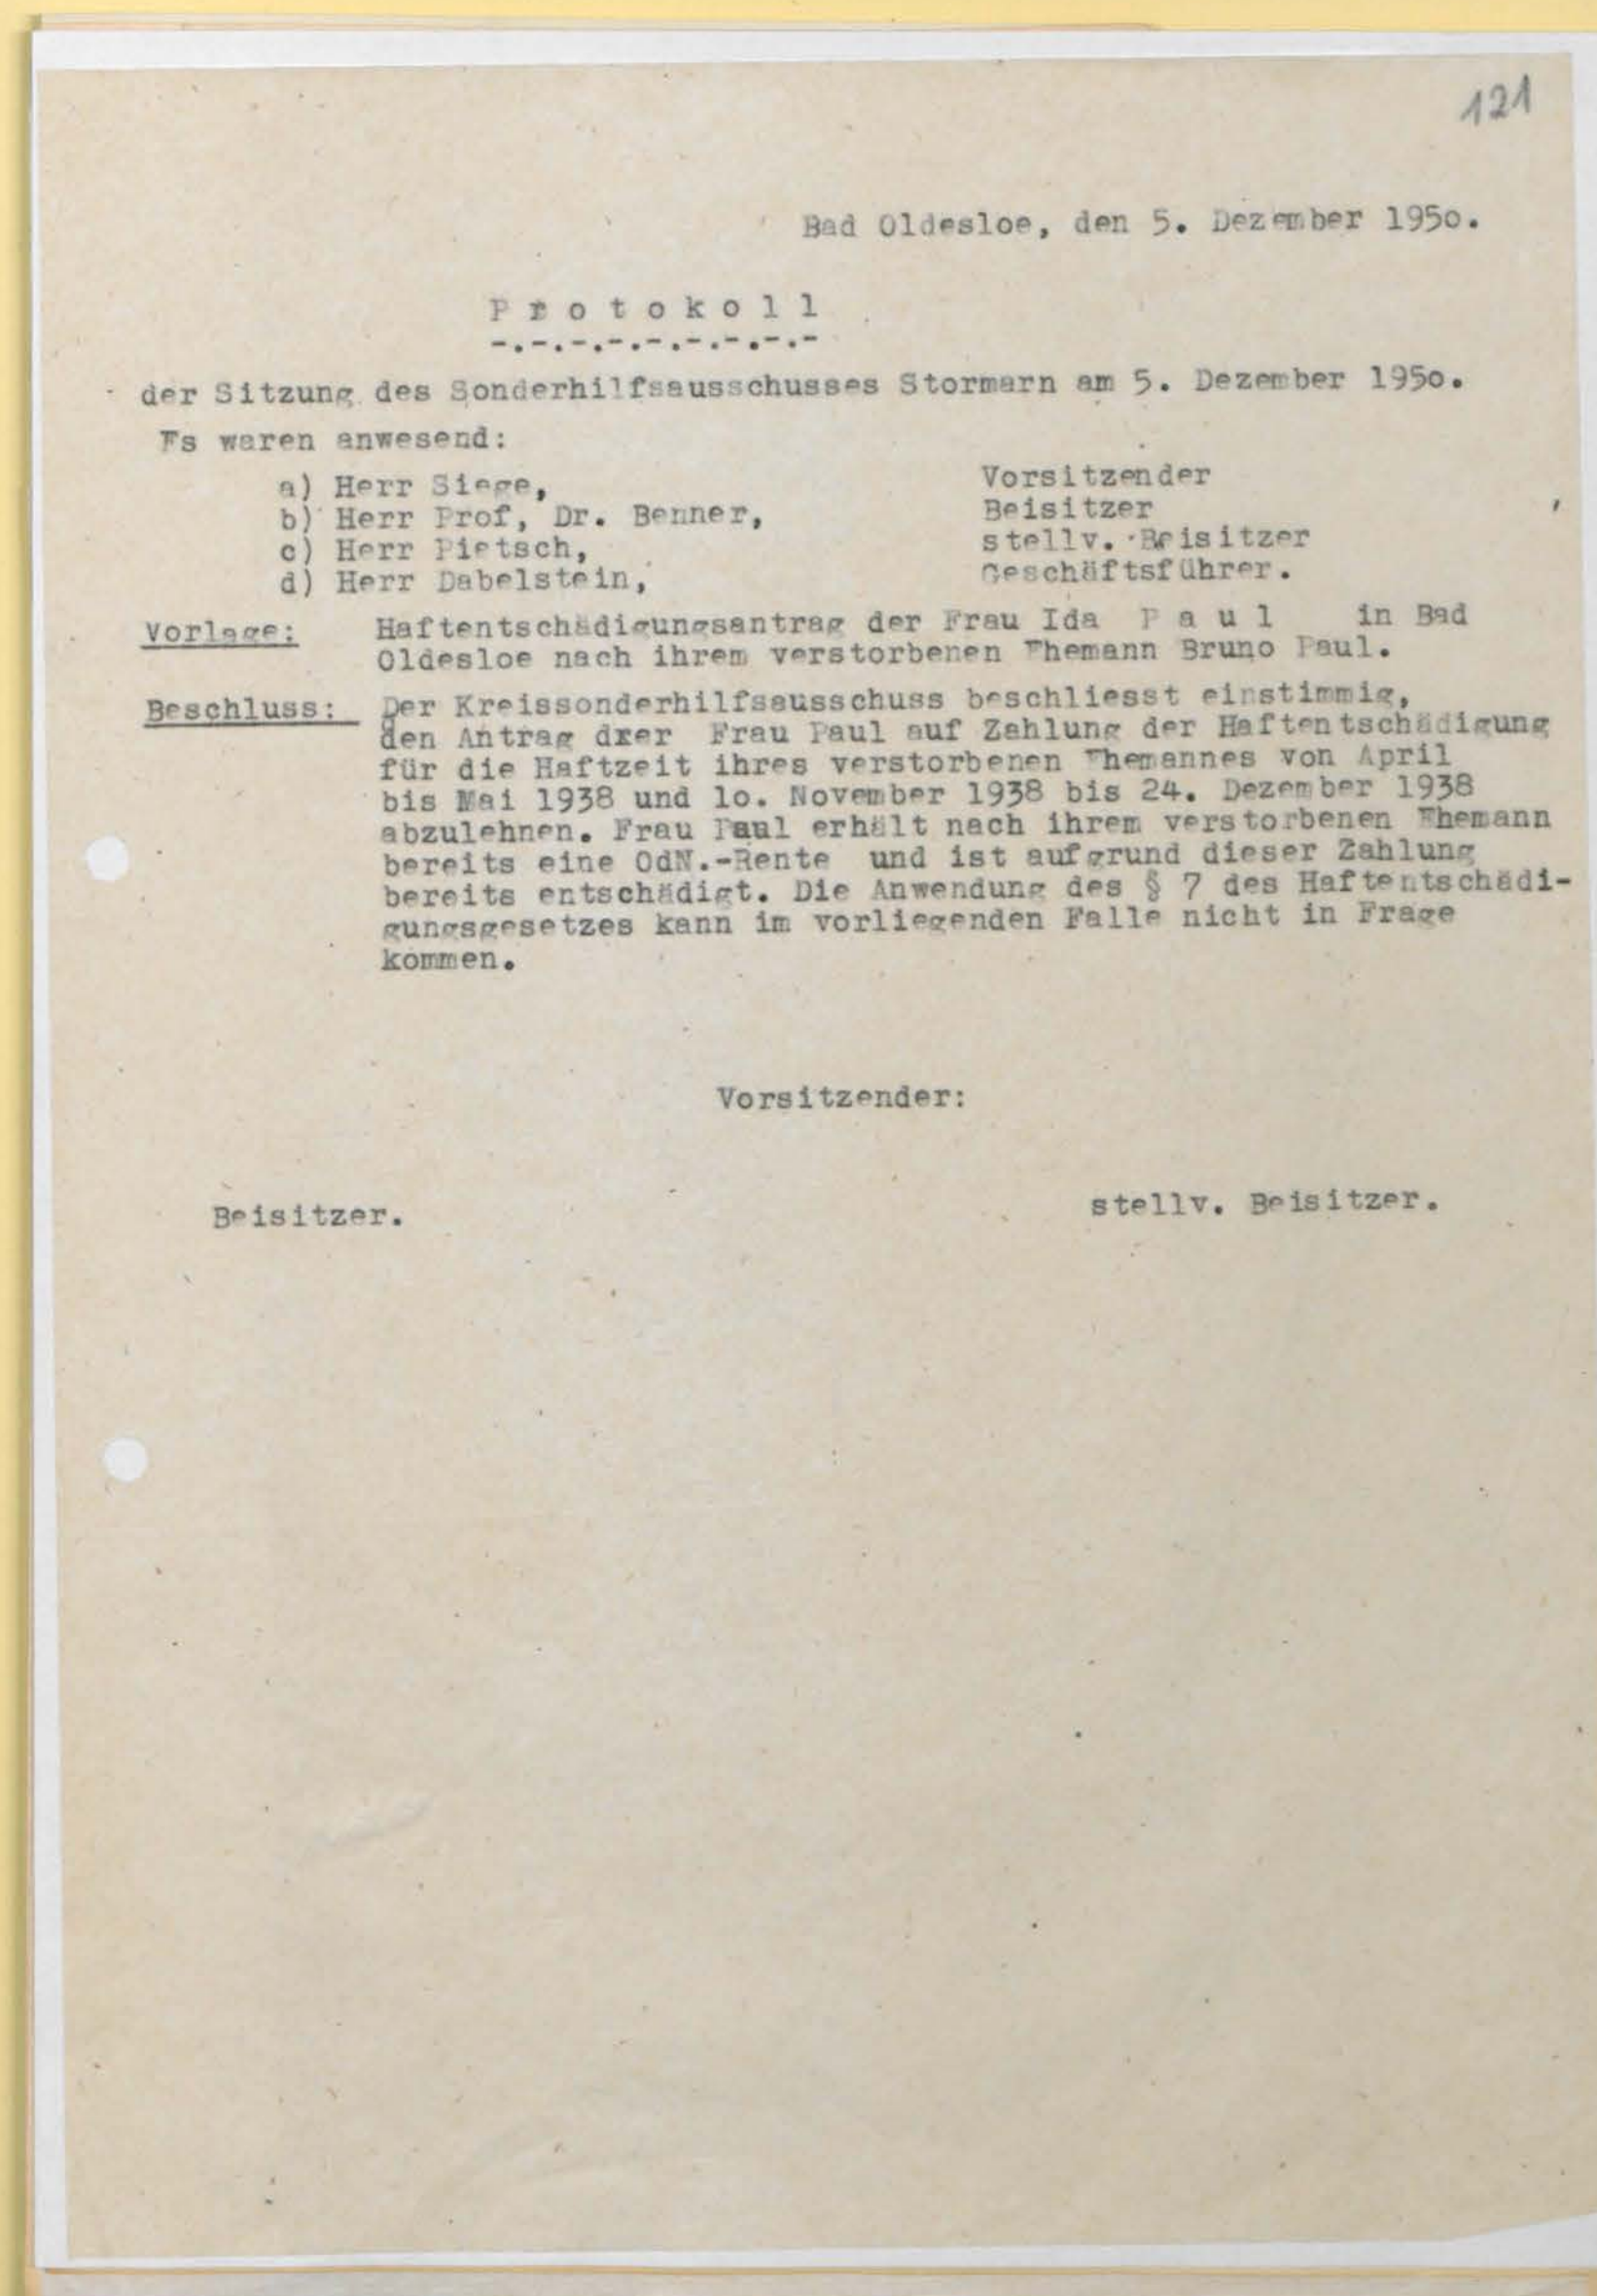 121
Bad Oldesloe, den 5. Dezember 1950.
P r o t o k o l l
-.-.-.-.-.-.-.-.-
der Sitzung des Sonderhilfsausschusses Stormarn am 5. Dezember 1950.
Es waren anwesend:
a) Herr Siege, Vorsitzender
b) Herr Prof, Dr. Benner, Beisitzer
c) Herr Pietsch, stellv. Beisitzer
d) Herr Dabelstein, Geschäftsführer.
Vorlage: Haftentschädigungsantrag der Frau Ida P a u l in Bad
Oldesloe nach ihrem verstorbenen Ehemann Bruno Paul.
Beschluss: Der Kreissonderhilfsausschuss beschliesst einstimmig,
den Antrag dxer Frau Paul auf Zahlung der Haftentschädigung
für die Haftzeit ihres verstorbenen Ehemannes von April
bis Mai 1938 und lo. November 1938 bis 24. Dezember 1938
abzulehnen. Frau Paul erhält nach ihrem verstorbenen Ehemann
bereits eine OdN.-Rente und ist aufgrund dieser Zahlung
bereits entschädigt. Die Anwendung des § 7 des Haftentschädi-
gungsgesetzes kann im vorliegenden Falle nicht in Frage
kommen.
Vorsitzender:
Beisitzer. stellv. Beisitzer.